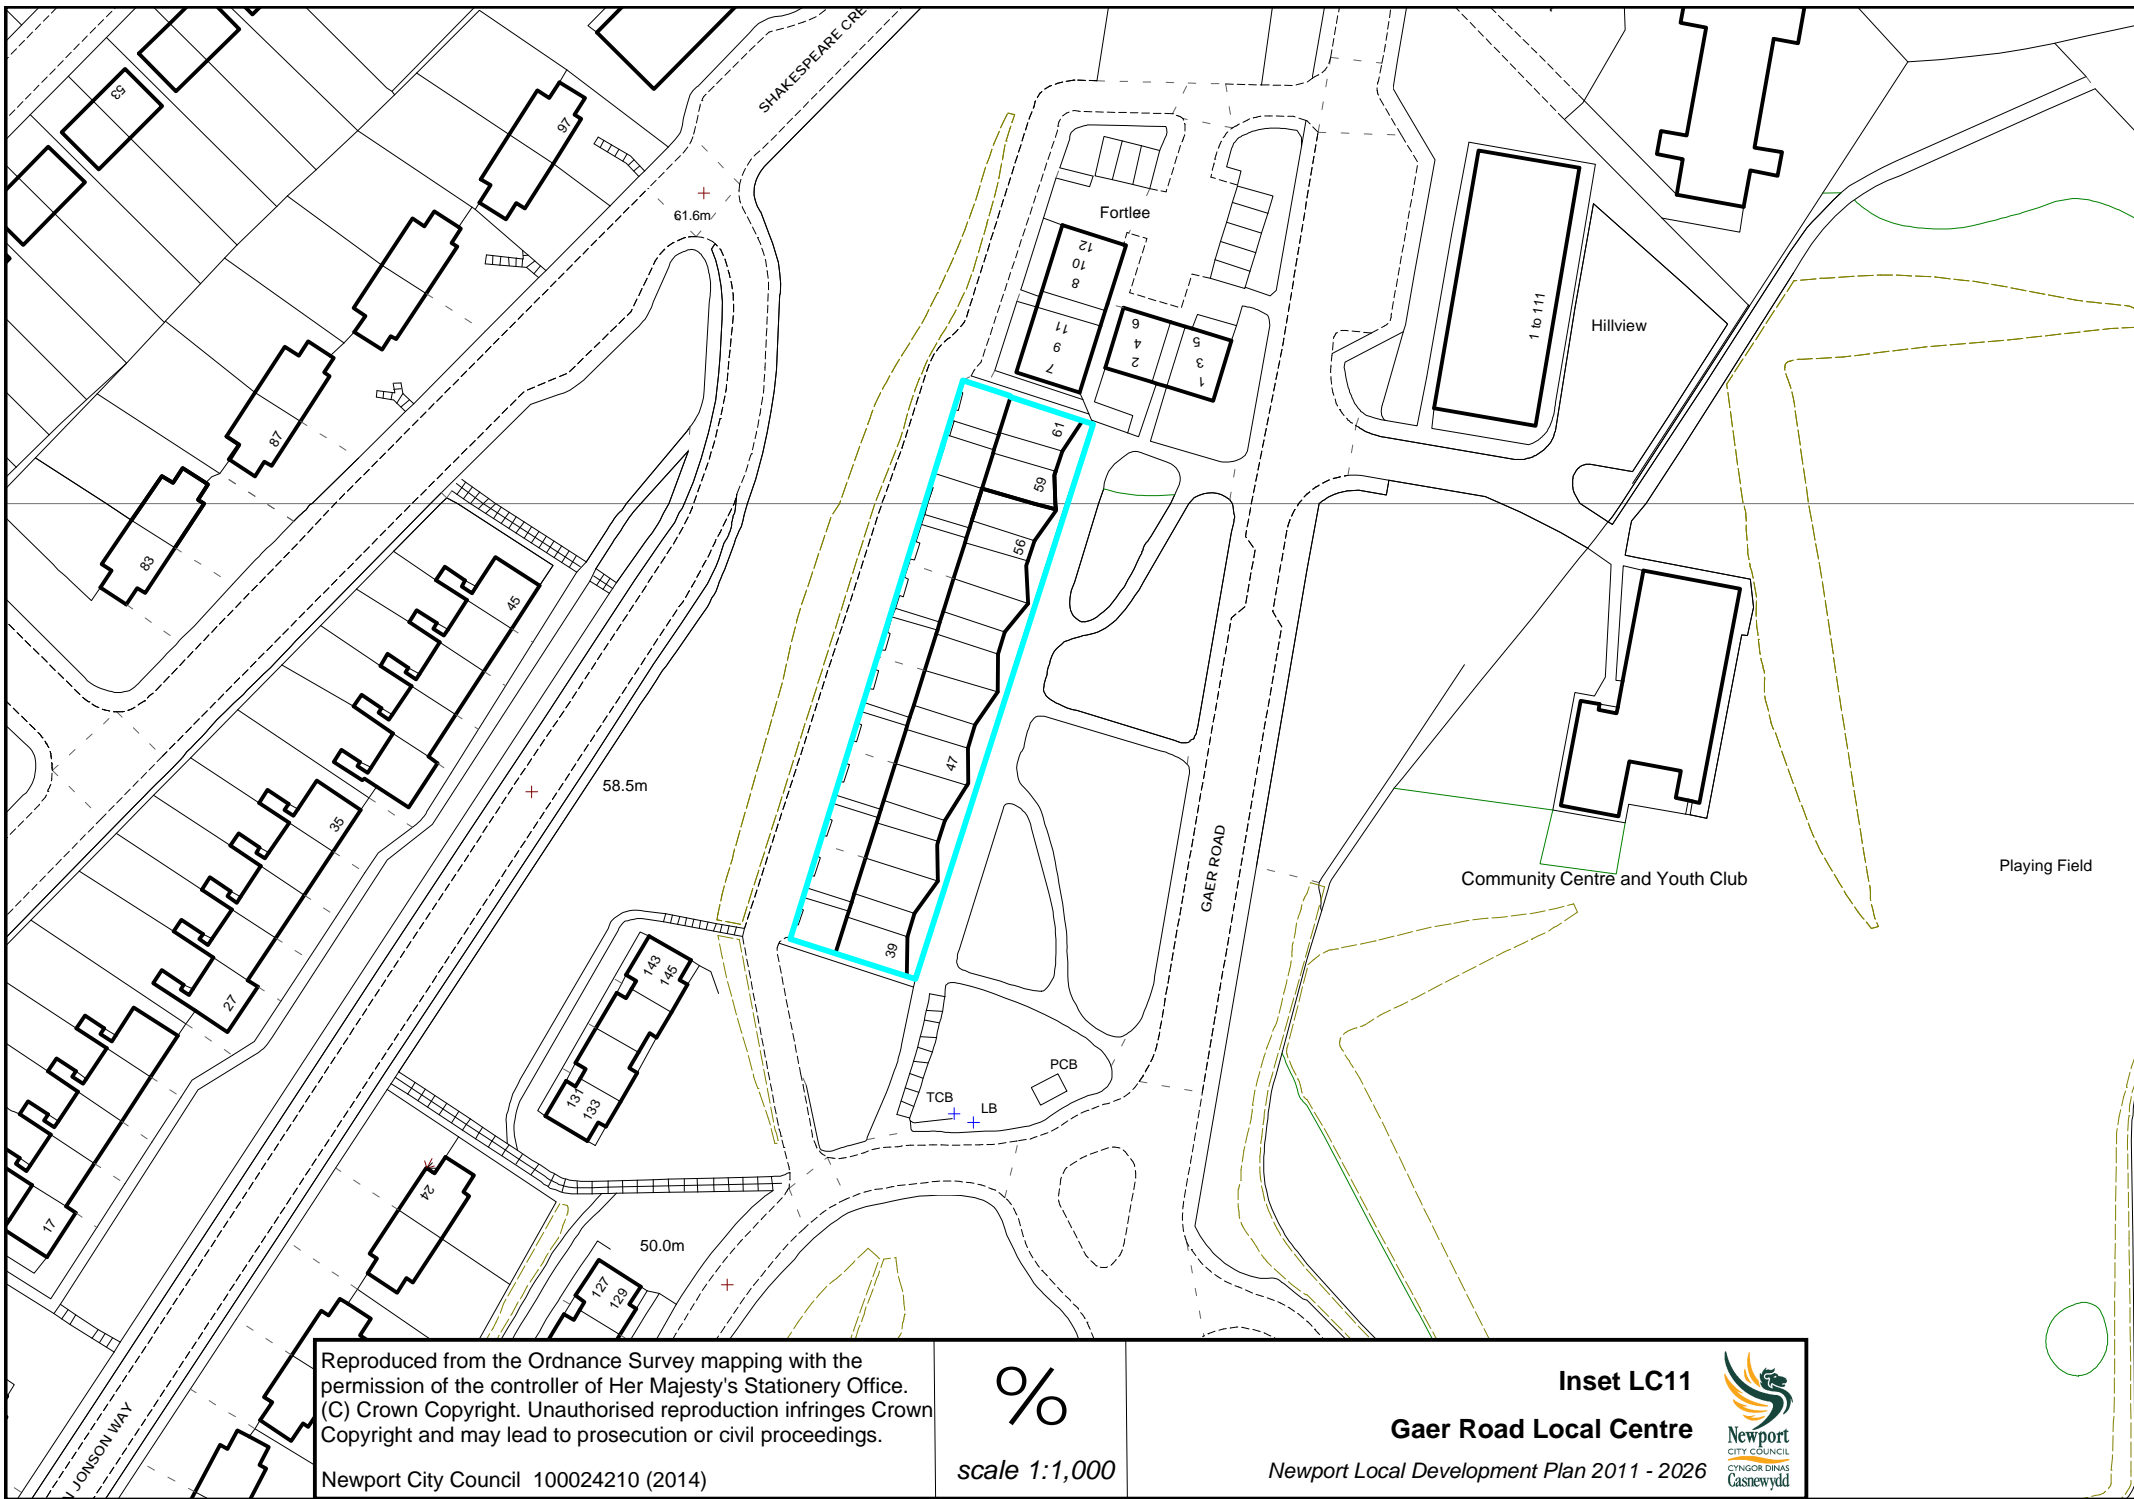 SHAKESPEARE CRE
53
97
61.6m
Fortlee
12
10
8
11
9
7
6
4
2
5
3
1
1 to 111
Hillview
87
61
59
56
83
45
47
58.5m
35
GAER ROAD
Community Centre and Youth Club
Playing Field
39
27
143
145
131
133
PCB
TCB
LB
24
17
50.0m
127
129
N JONSON WAY
Reproduced from the Ordnance Survey mapping with the
permission of the controller of Her Majesty's Stationery Office.
(C) Crown Copyright. Unauthorised reproduction infringes Crown
Copyright and may lead to prosecution or civil proceedings.
Newport City Council 100024210 (2014)
%
scale 1:1,000
Inset LC11
Gaer Road Local Centre
Newport Local Development Plan 2011 - 2026
Newport
CITY COUNCIL
CYNGOR DINAS
Casnewydd